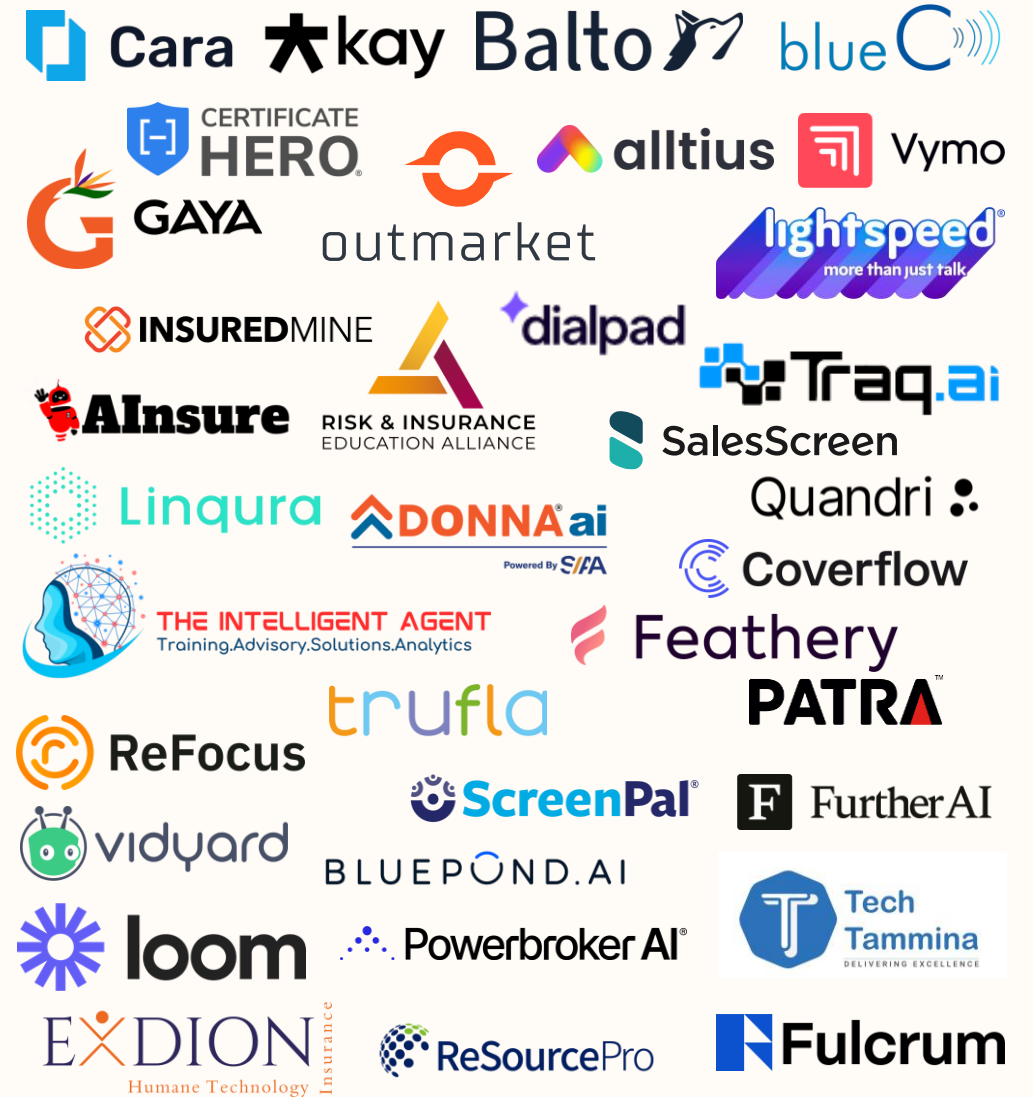 Cara
kay
Balto
blueC
CERTIFICATE
HERO®
alltius
Vymo
GAYA
outmarket
lightspeed®
more than just talk
INSUREDMINE
dialpad
Traq.ai
AInsure
RISK & INSURANCE
EDUCATION ALLIANCE
SalesScreen
Linqura
DONNA® ai
Powered By SIAA
Quandri
Coverflow
THE INTELLIGENT AGENT
Training.Advisory.Solutions.Analytics
Feathery
trufla
PATRA™
ReFocus
ScreenPal®
F FurtherAI
vidyard
BLUEPOND.AI
loom
Powerbroker AI®
Tech
Tammina
DELIVERING EXCELLENCE
EXDION
Insurance
Humane Technology
ReSourcePro
Fulcrum